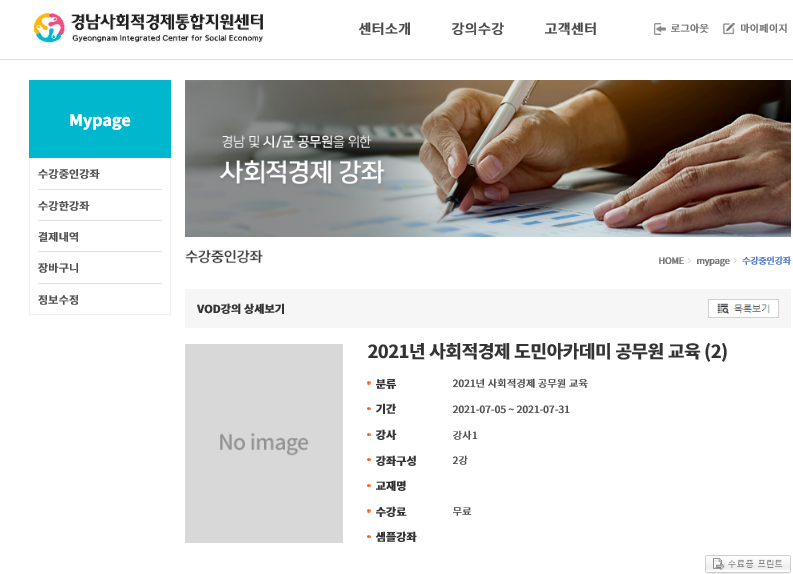 경남사회적경제통합지원센터
Gyeongnam Integrated Center for Social Economy
센터소개 강의수강 고객센터
로그아웃 마이페이지
Mypage
수강중인강좌
수강한강좌
결제내역
장바구니
정보수정
경남 및 시/군 공무원을 위한
사회적경제 강좌
수강중인강좌
HOME > mypage > 수강중인강좌
VOD강의 상세보기
목록보기
No image
2021년 사회적경제 도민아카데미 공무원 교육 (2)
분류 2021년 사회적경제 공무원 교육
기간 2021-07-05 ~ 2021-07-31
강사 강사1
강좌구성 2강
교재명
수강료 무료
샘플강좌
수료증 프린트